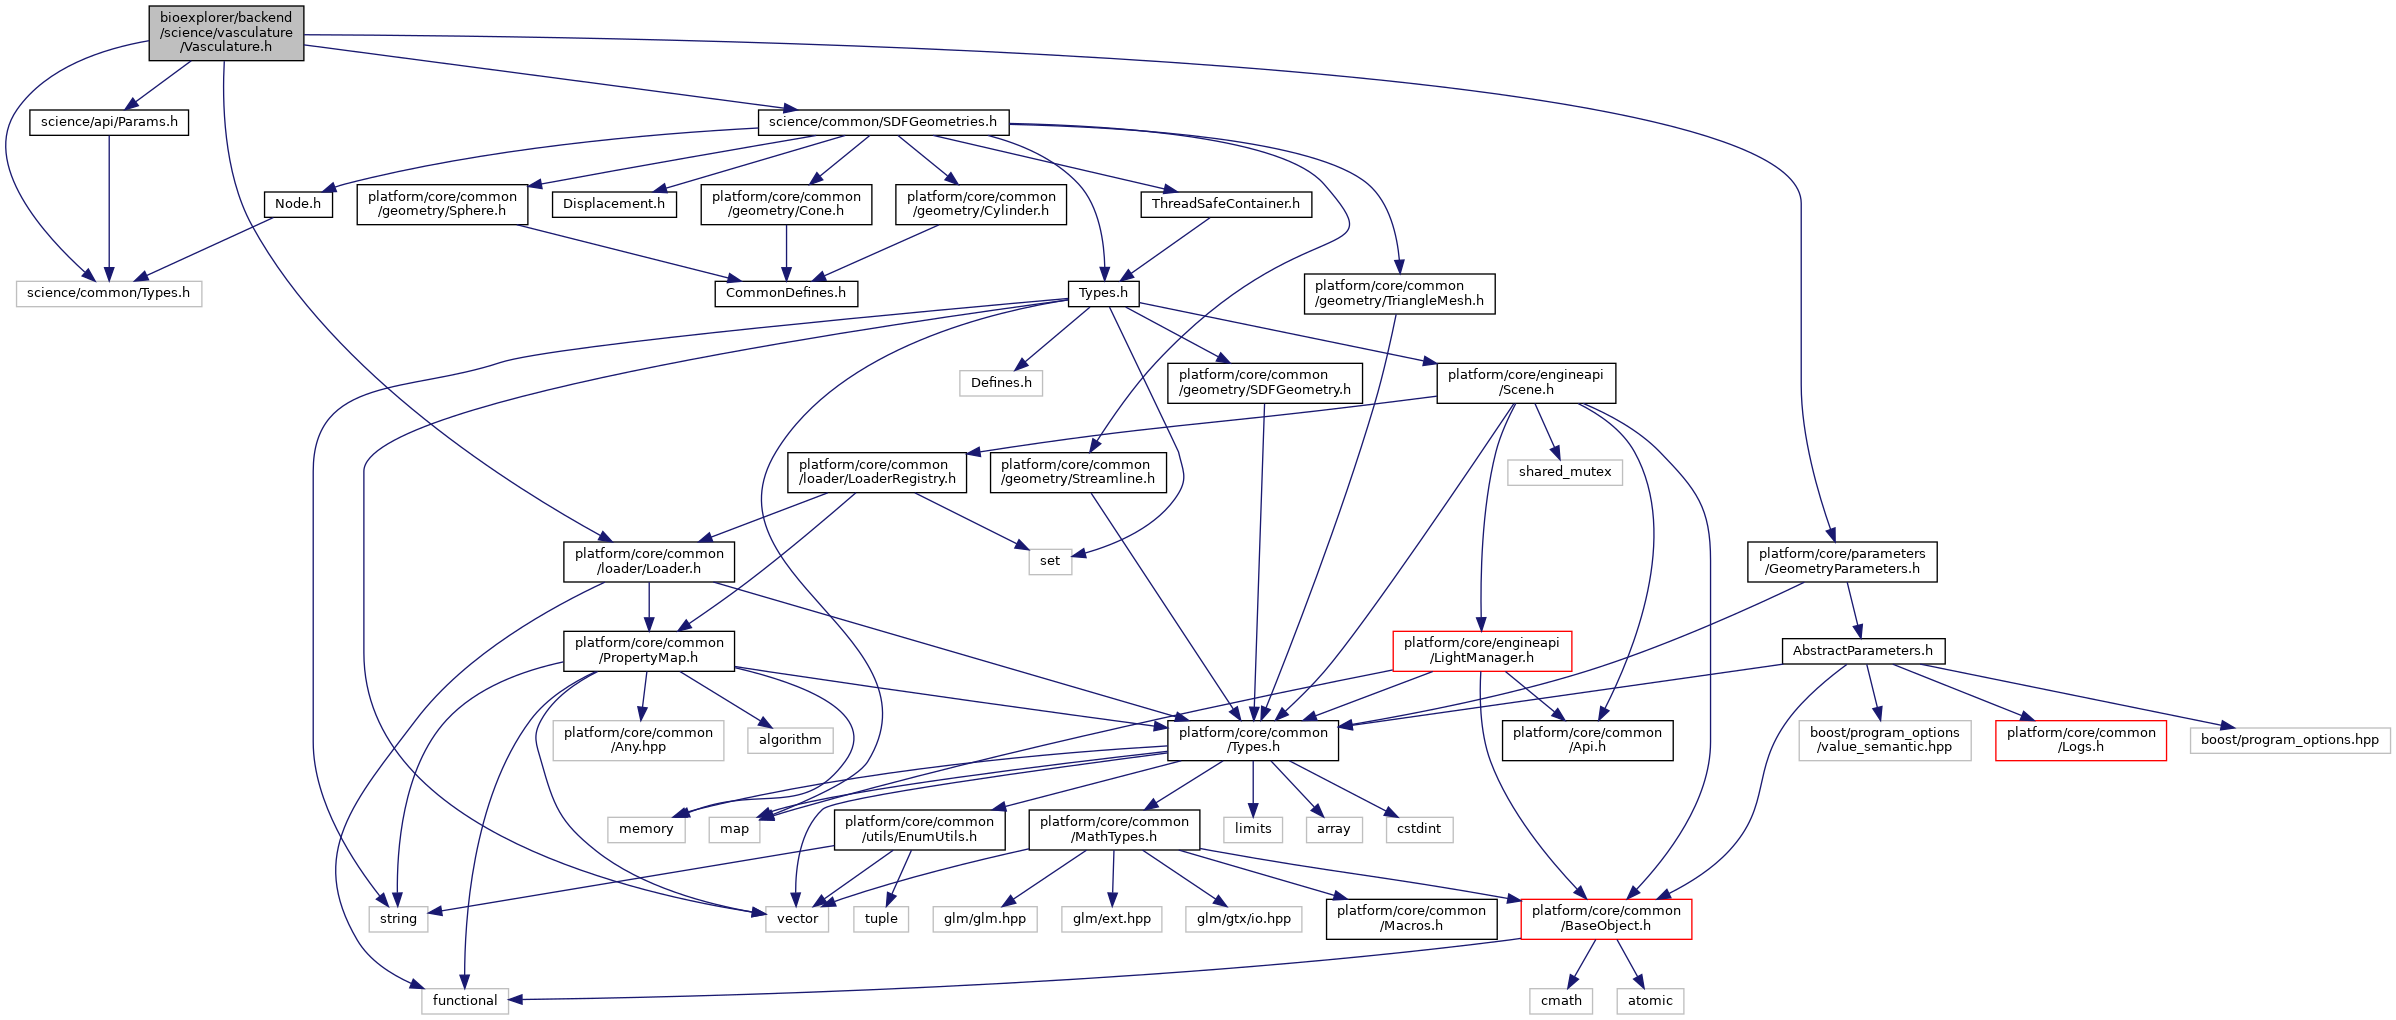 bioexplorer/backend
/science/vasculature
/Vasculature.h
science/api/Params.h
science/common/SDFGeometries.h
Node.h
platform/core/common
/geometry/Sphere.h
Displacement.h
platform/core/common
/geometry/Cone.h
platform/core/common
/geometry/Cylinder.h
ThreadSafeContainer.h
science/common/Types.h
CommonDefines.h
Types.h
platform/core/common
/geometry/TriangleMesh.h
Defines.h
platform/core/common
/geometry/SDFGeometry.h
platform/core/engineapi
/Scene.h
platform/core/common
/loader/LoaderRegistry.h
platform/core/common
/geometry/Streamline.h
shared_mutex
platform/core/common
/loader/Loader.h
set
platform/core/parameters
/GeometryParameters.h
platform/core/common
/PropertyMap.h
platform/core/engineapi
/LightManager.h
AbstractParameters.h
platform/core/common
/Any.hpp
algorithm
platform/core/common
/Types.h
platform/core/common
/Api.h
boost/program_options
/value_semantic.hpp
platform/core/common
/Logs.h
boost/program_options.hpp
memory
map
platform/core/common
/utils/EnumUtils.h
platform/core/common
/MathTypes.h
limits
array
cstdint
string
vector
tuple
glm/glm.hpp
glm/ext.hpp
glm/gtx/io.hpp
platform/core/common
/Macros.h
platform/core/common
/BaseObject.h
functional
cmath
atomic